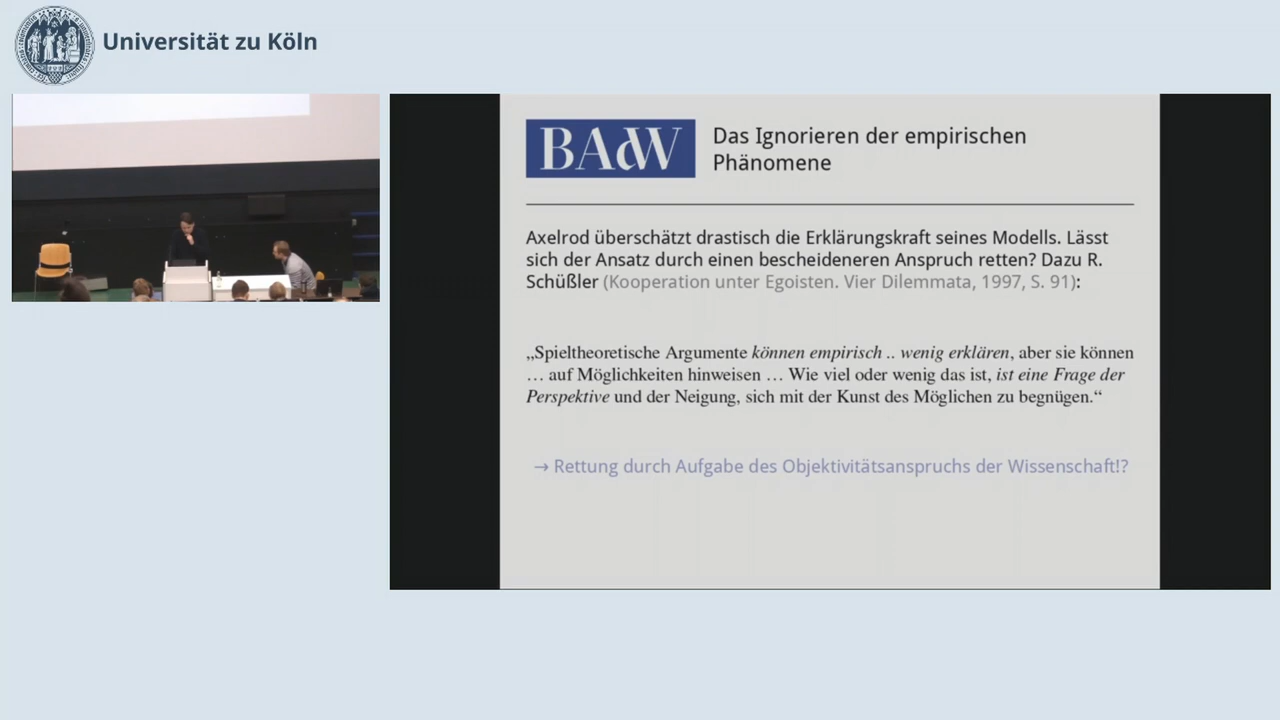 Universität zu Köln
BAdW
Das Ignorieren der empirischen
Phänomene
Axelrod überschätzt drastisch die Erklärungskraft seines Modells. Lässt
sich der Ansatz durch einen bescheideneren Anspruch retten? Dazu R.
Schüßler (Kooperation unter Egoisten. Vier Dilemmata, 1997, S. 91):
„Spieltheoretische Argumente können empirisch .. wenig erklären, aber sie können
… auf Möglichkeiten hinweisen … Wie viel oder wenig das ist, ist eine Frage der
Perspektive und der Neigung, sich mit der Kunst des Möglichen zu begnügen.“
→ Rettung durch Aufgabe des Objektivitätsanspruchs der Wissenschaft!?